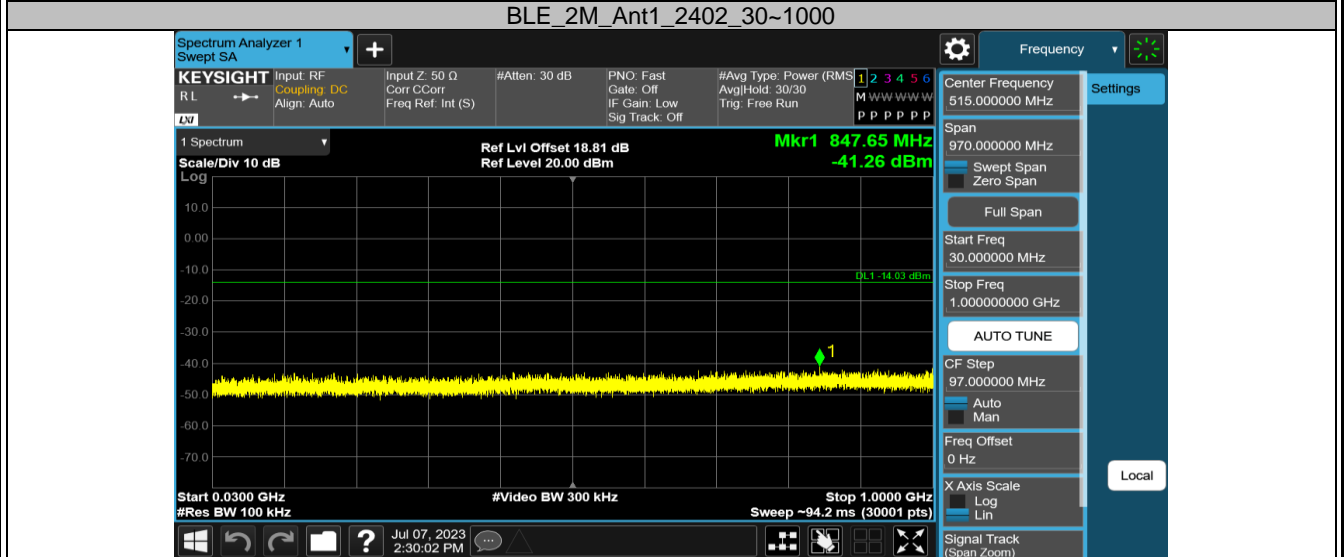 BLE_2M_Ant1_2402_30~1000
Spectrum Analyzer 1
Swept SA
+
Frequency
KEYSIGHT
R L
LXI
Input: RF
Coupling: DC
Align: Auto
Input Z: 50 Ω
Corr CCorr
Freq Ref: Int (S)
#Atten: 30 dB
PNO: Fast
Gate: Off
IF Gain: Low
Sig Track: Off
#Avg Type: Power (RMS
Avg|Hold: 30/30
Trig: Free Run
1 2 3 4 5 6
M W W W W W
P P P P P P
1 Spectrum
Scale/Div 10 dB
Log
Ref Lvl Offset 18.81 dB
Ref Level 20.00 dBm
Mkr1 847.65 MHz
-41.26 dBm
10.0
0.00
-10.0
DL1 -14.03 dBm
-20.0
-30.0
1
-40.0
-50.0
-60.0
-70.0
Start 0.0300 GHz
#Res BW 100 kHz
#Video BW 300 kHz
Stop 1.0000 GHz
Sweep ~94.2 ms (30001 pts)
Center Frequency
515.000000 MHz
Span
970.000000 MHz
Swept Span
Zero Span
Full Span
Start Freq
30.000000 MHz
Stop Freq
1.000000000 GHz
AUTO TUNE
CF Step
97.000000 MHz
Auto
Man
Freq Offset
0 Hz
X Axis Scale
Log
Lin
Signal Track
(Span Zoom)
Settings
Local
?
Jul 07, 2023
2:30:02 PM